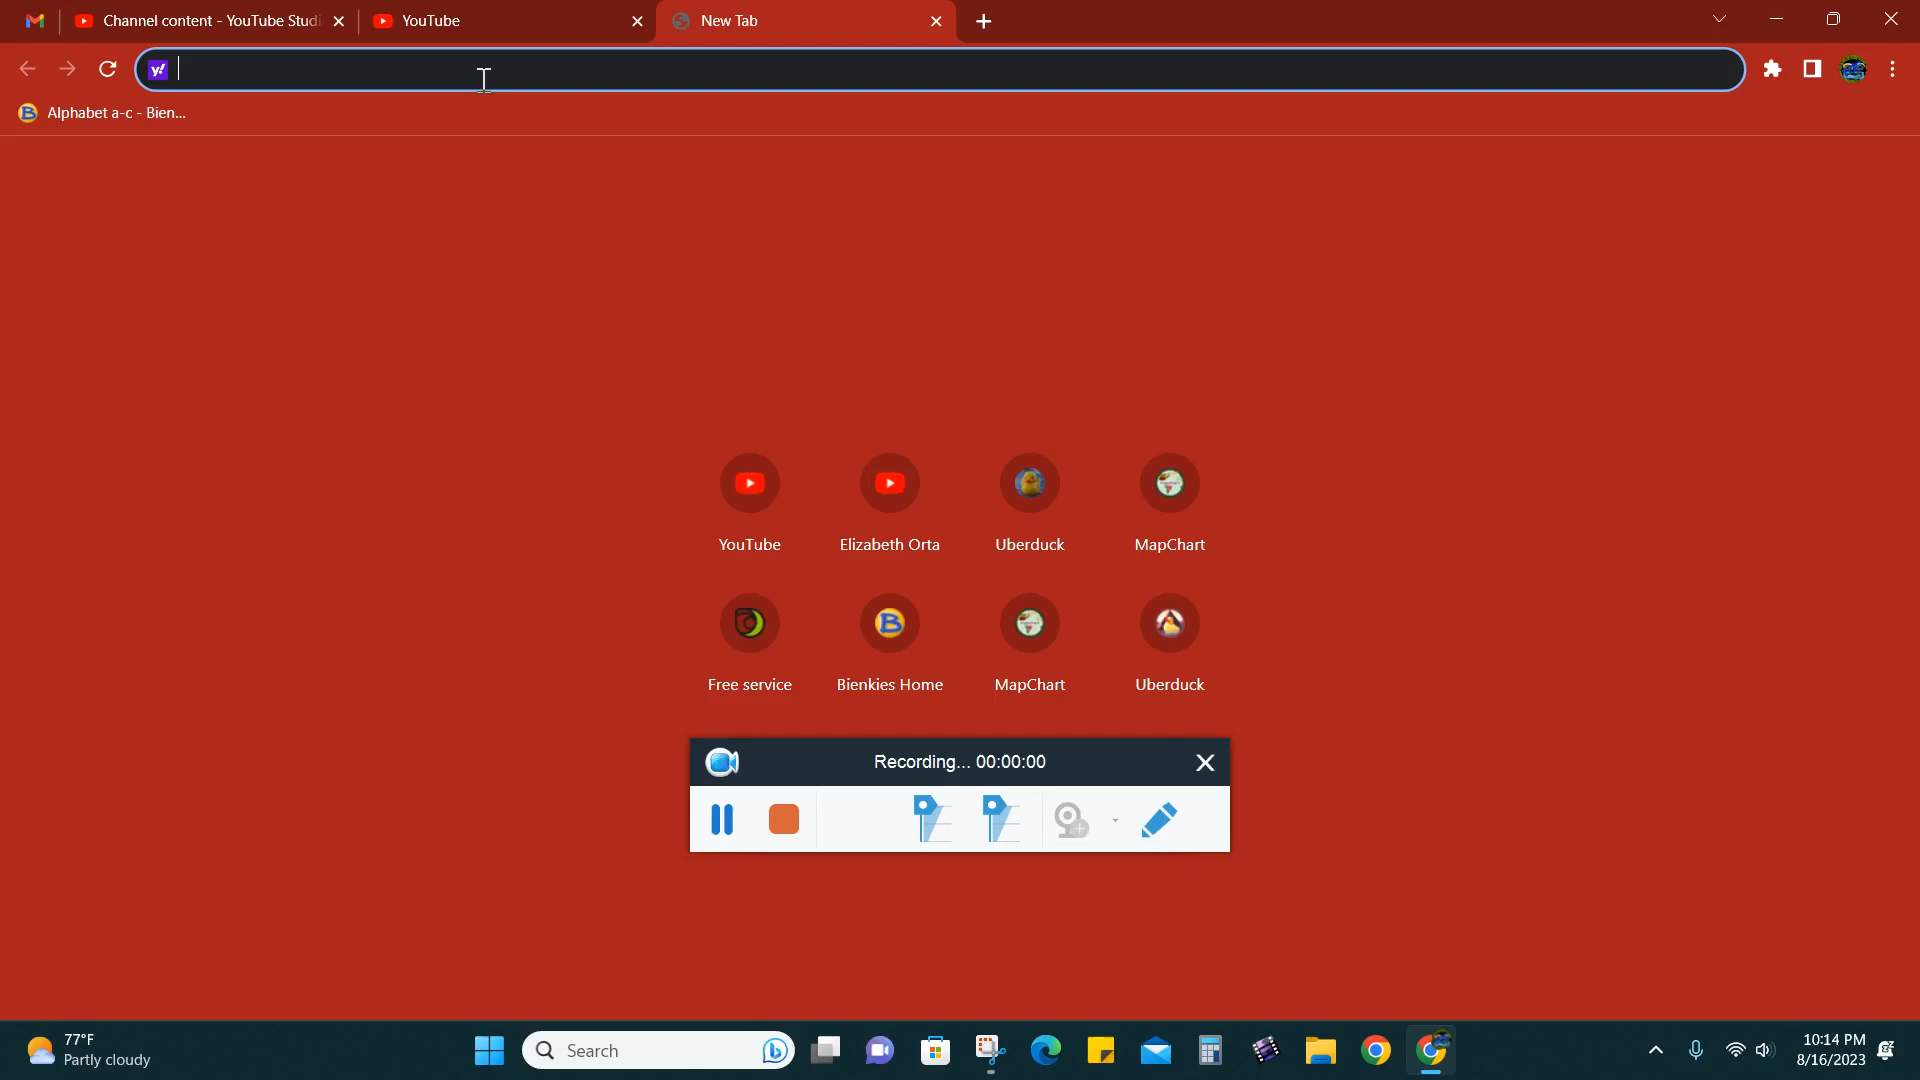 Channel content - YouTube Studi
YouTube
New Tab
y!
Alphabet a-c - Bien...
YouTube
Elizabeth Orta
Uberduck
MapChart
Free service
Bienkies Home
MapChart
Uberduck
Recording... 00:00:00
77°F
Partly cloudy
Search
10:14 PM
8/16/2023